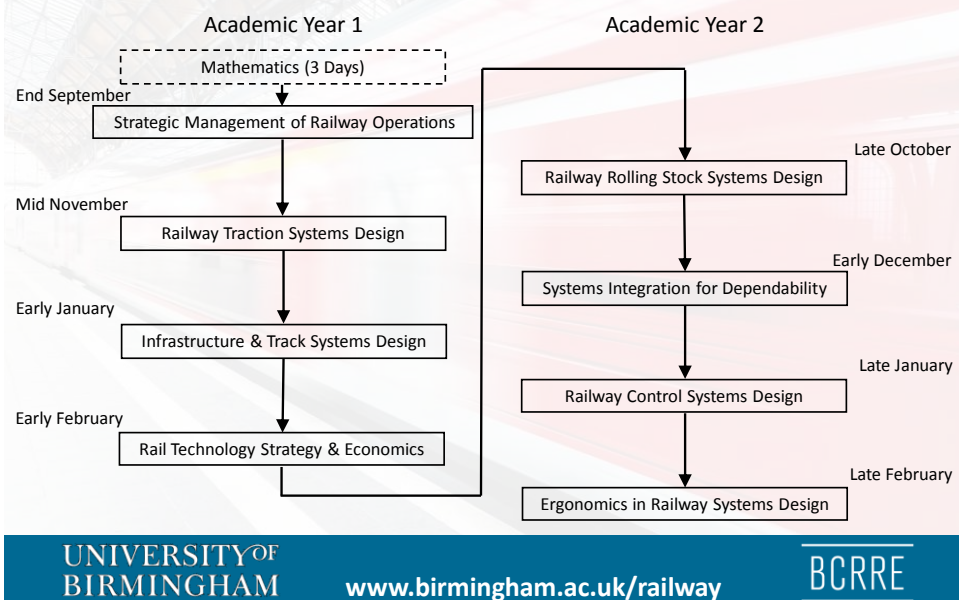 Academic Year 1
Mathematics (3 Days)
End September
Strategic Management of Railway Operations
Mid November
Railway Traction Systems Design
Early January
Infrastructure & Track Systems Design
Early February
Rail Technology Strategy & Economics
Academic Year 2
Late October
Railway Rolling Stock Systems Design
Early December
Systems Integration for Dependability
Late January
Railway Control Systems Design
Late February
Ergonomics in Railway Systems Design
UNIVERSITY OF
BIRMINGHAM
www.birmingham.ac.uk/railway
BCRRE